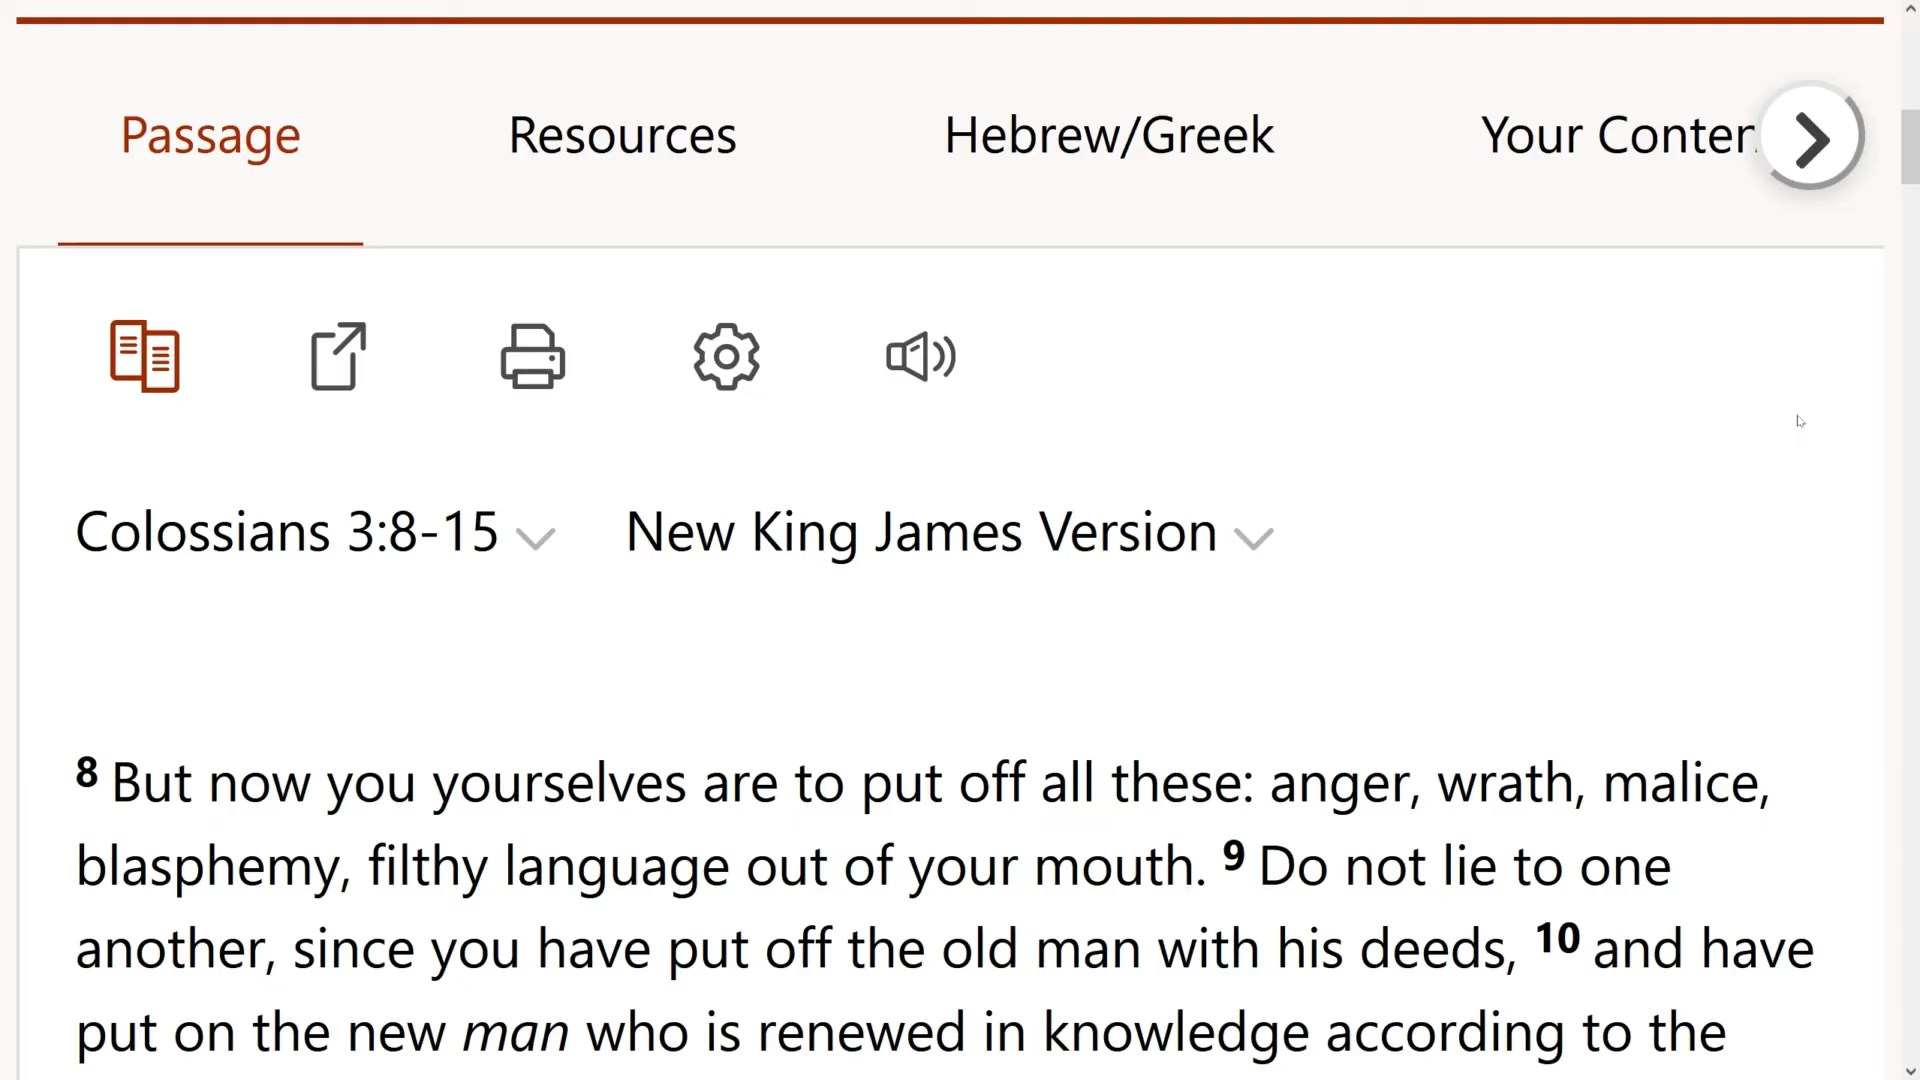 Passage Resources Hebrew/Greek Your Conten
Colossians 3:8-15 New King James Version
8 But now you yourselves are to put off all these: anger, wrath, malice,
blasphemy, filthy language out of your mouth. 9 Do not lie to one
another, since you have put off the old man with his deeds, 10 and have
put on the new man who is renewed in knowledge according to the